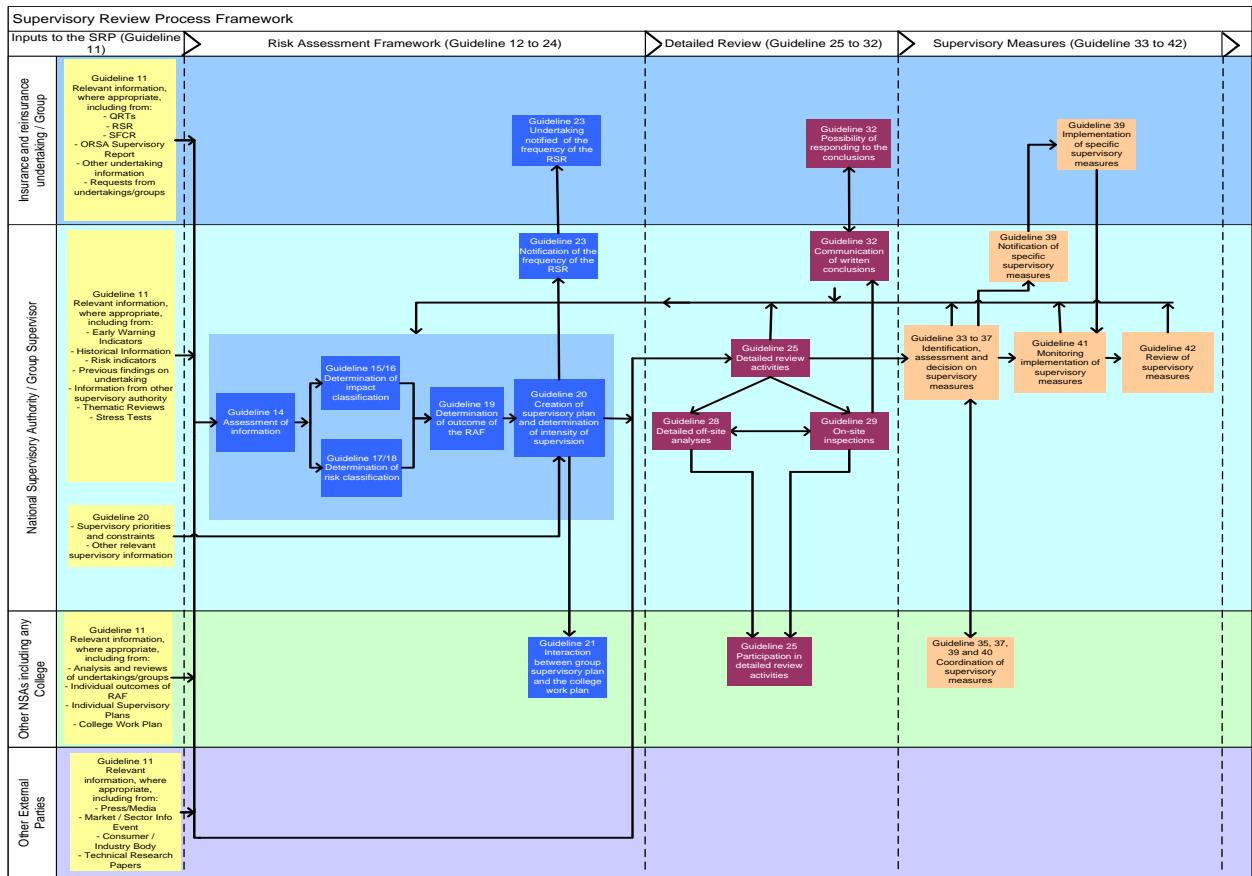 Supervisory Review Process Framework
Inputs to the SRP (Guideline
11)
Risk Assessment Framework (Guideline 12 to 24)
Detailed Review (Guideline 25 to 32)
Supervisory Measures (Guideline 33 to 42)
Insurance and reinsurance
undertaking / Group
Guideline 11
Relevant information,
where appropriate,
including from:
- QRTs
- RSR
- SFCR
- ORSA Supervisory
Report
- Other undertaking
information
- Requests from
undertakings/groups
Guideline 23
Undertaking
notified of the
frequency of the
RSR
Guideline 32
Possibility of
responding to the
conclusions
Guideline 39
Implementation
of specific
supervisory
measures
National Supervisory Authority / Group Supervisor
Guideline 11
Relevant information,
where appropriate,
including from:
- Early Warning
Indicators
- Historical Information
- Risk indicators
- Previous findings on
undertaking
- Information from other
supervisory authority
- Thematic Reviews
- Stress Tests
Guideline 23
Notification of the
frequency of the
RSR
Guideline 32
Communication
of written
conclusions
Guideline 39
Notification of
specific
supervisory
measures
Guideline 14
Assessment of
information
Guideline 15/16
Determination of
impact
classification
Guideline 17/18
Determination of
risk classification
Guideline 19
Determination
of outcome of
the RAF
Guideline 20
Creation of
supervisory plan
and determination
of intensity of
supervision
Guideline 25
Detailed review
activities
Guideline 28
Detailed off-site
analyses
Guideline 29
On-site
inspections
Guideline 33 to 37
Identification,
assessment and
decision on
supervisory
measures
Guideline 41
Monitoring
implementation of
supervisory
measures
Guideline 42
Review of
supervisory
measures
Guideline 20
- Supervisory priorities
and constraints
- Other relevant
supervisory information
Other NSAs including any
College
Guideline 11
Relevant information,
where appropriate,
including from:
- Analysis and reviews
of undertakings/groups
- Individual outcomes of
RAF
- Individual Supervisory
Plans
- College Work Plan
Guideline 21
Interaction
between group
supervisory plan
and the college
work plan
Guideline 25
Participation in
detailed review
activities
Guideline 35, 37,
39 and 40
Coordination of
supervisory
measures
Other External
Parties
Guideline 11
Relevant
information, where
appropriate,
including from:
- Press/Media
- Market / Sector Info
Event
- Consumer /
Industry Body
- Technical Research
Papers